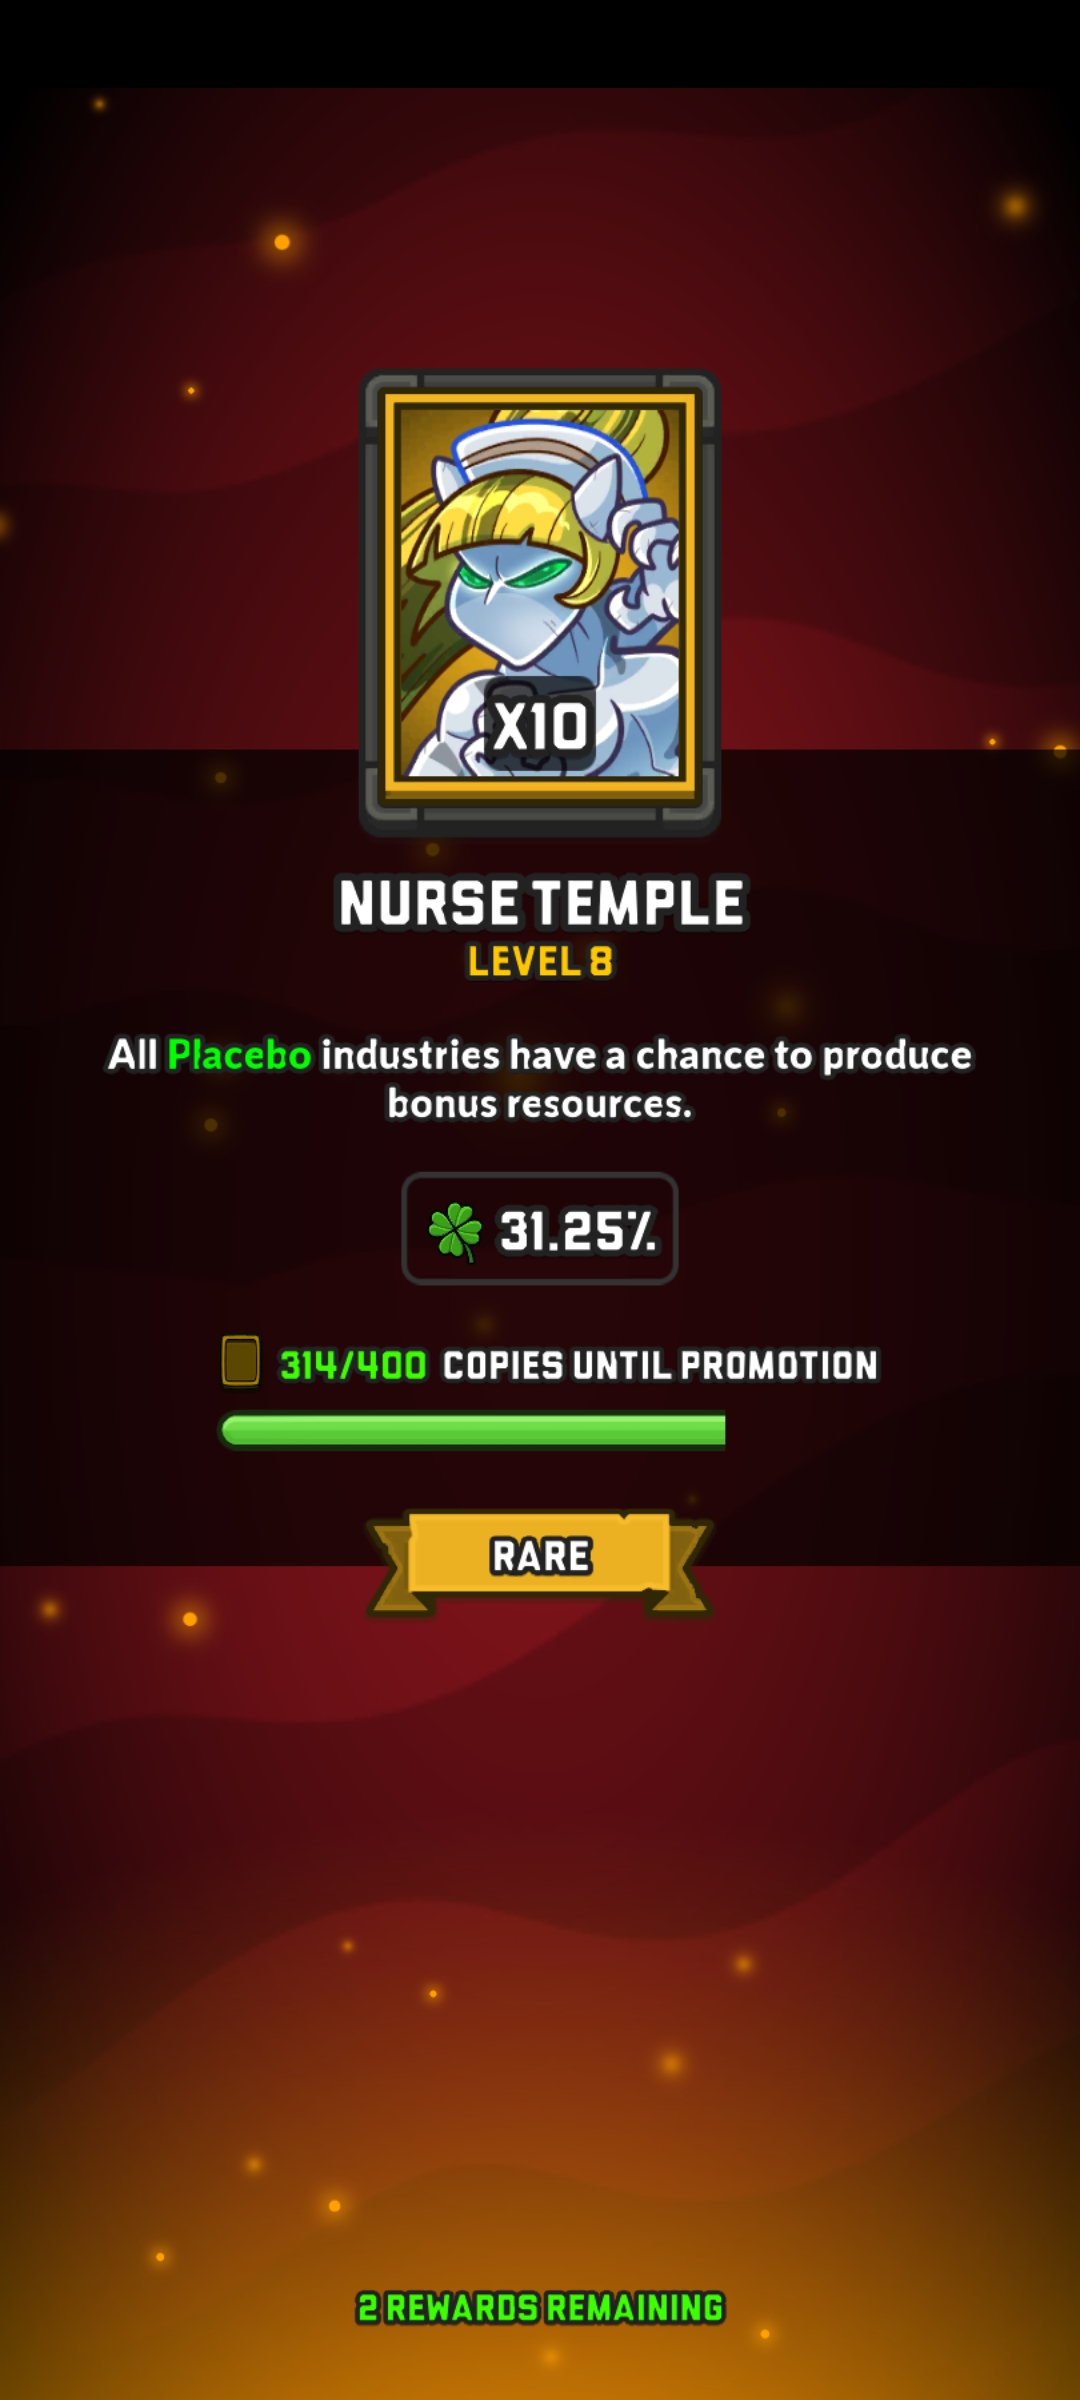 X10
NURSE TEMPLE
LEVEL 8
All Placebo industries have a chance to produce
bonus resources.
31.25%
314/400 COPIES UNTIL PROMOTION
RARE
2 REWARDS REMAINING